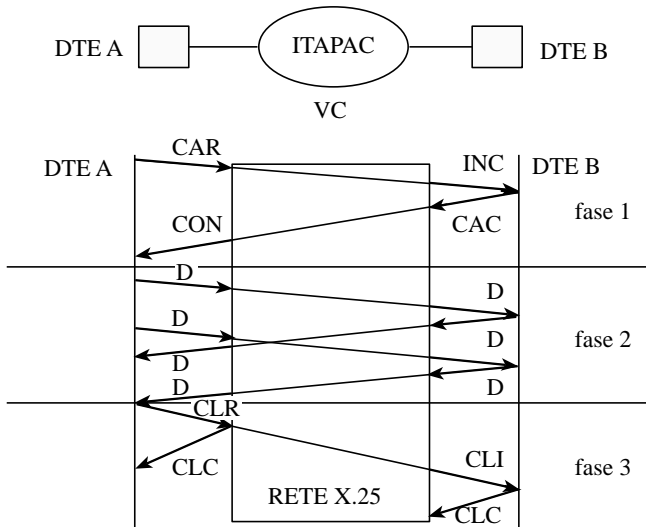 DTE A
ITAPAC
DTE B
VC
CAR
DTE A
INC
DTE B
CON
CAC
fase 1
D
D
D
D
fase 2
D
D
D
CLR
CLC
CLI
fase 3
RETE X.25
CLC